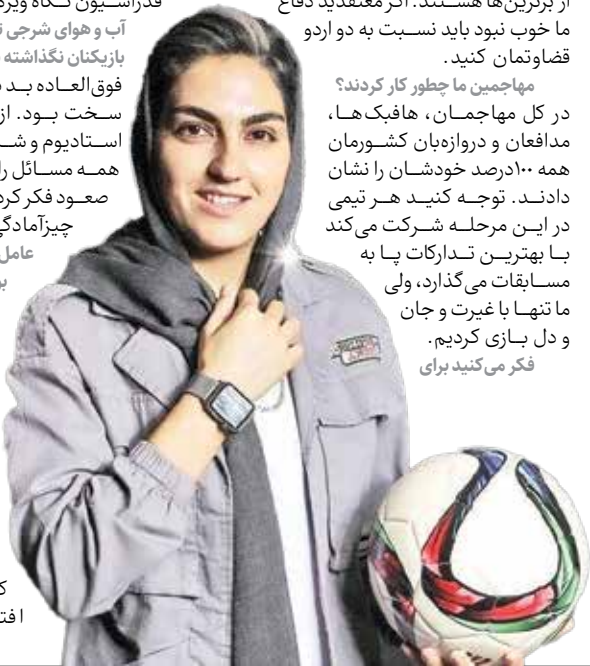 از برترین‌ها هستند. اگر معتقدید دفاع
ما خوب نبود باید نسبت به دو اردو
قضاوتمان کنید.
مهاجمین ما چطور کار کردند؟
در کل مهاجمان، هافبک‌ها،
مدافعان و دروازه‌بان کشورمان
همه ۱۰۰درصد خودشان را نشان
دادند. توجه کنید هر تیمی
در این مرحله شرکت می‌کند
با بهترین تدارکات پا به
مسابقات می‌گذارد، ولی
ما تنها با غیرت و جان
و دل بازی کردیم.
فکر می‌کنید برای
فدراسیون نگاه
آب و هوای شرجی
بازیکنان نگذاشته
فوق‌العاده بد
سخت بود. از
استادیوم و
همه مسائل را
صعود فکر
چیز
عامل